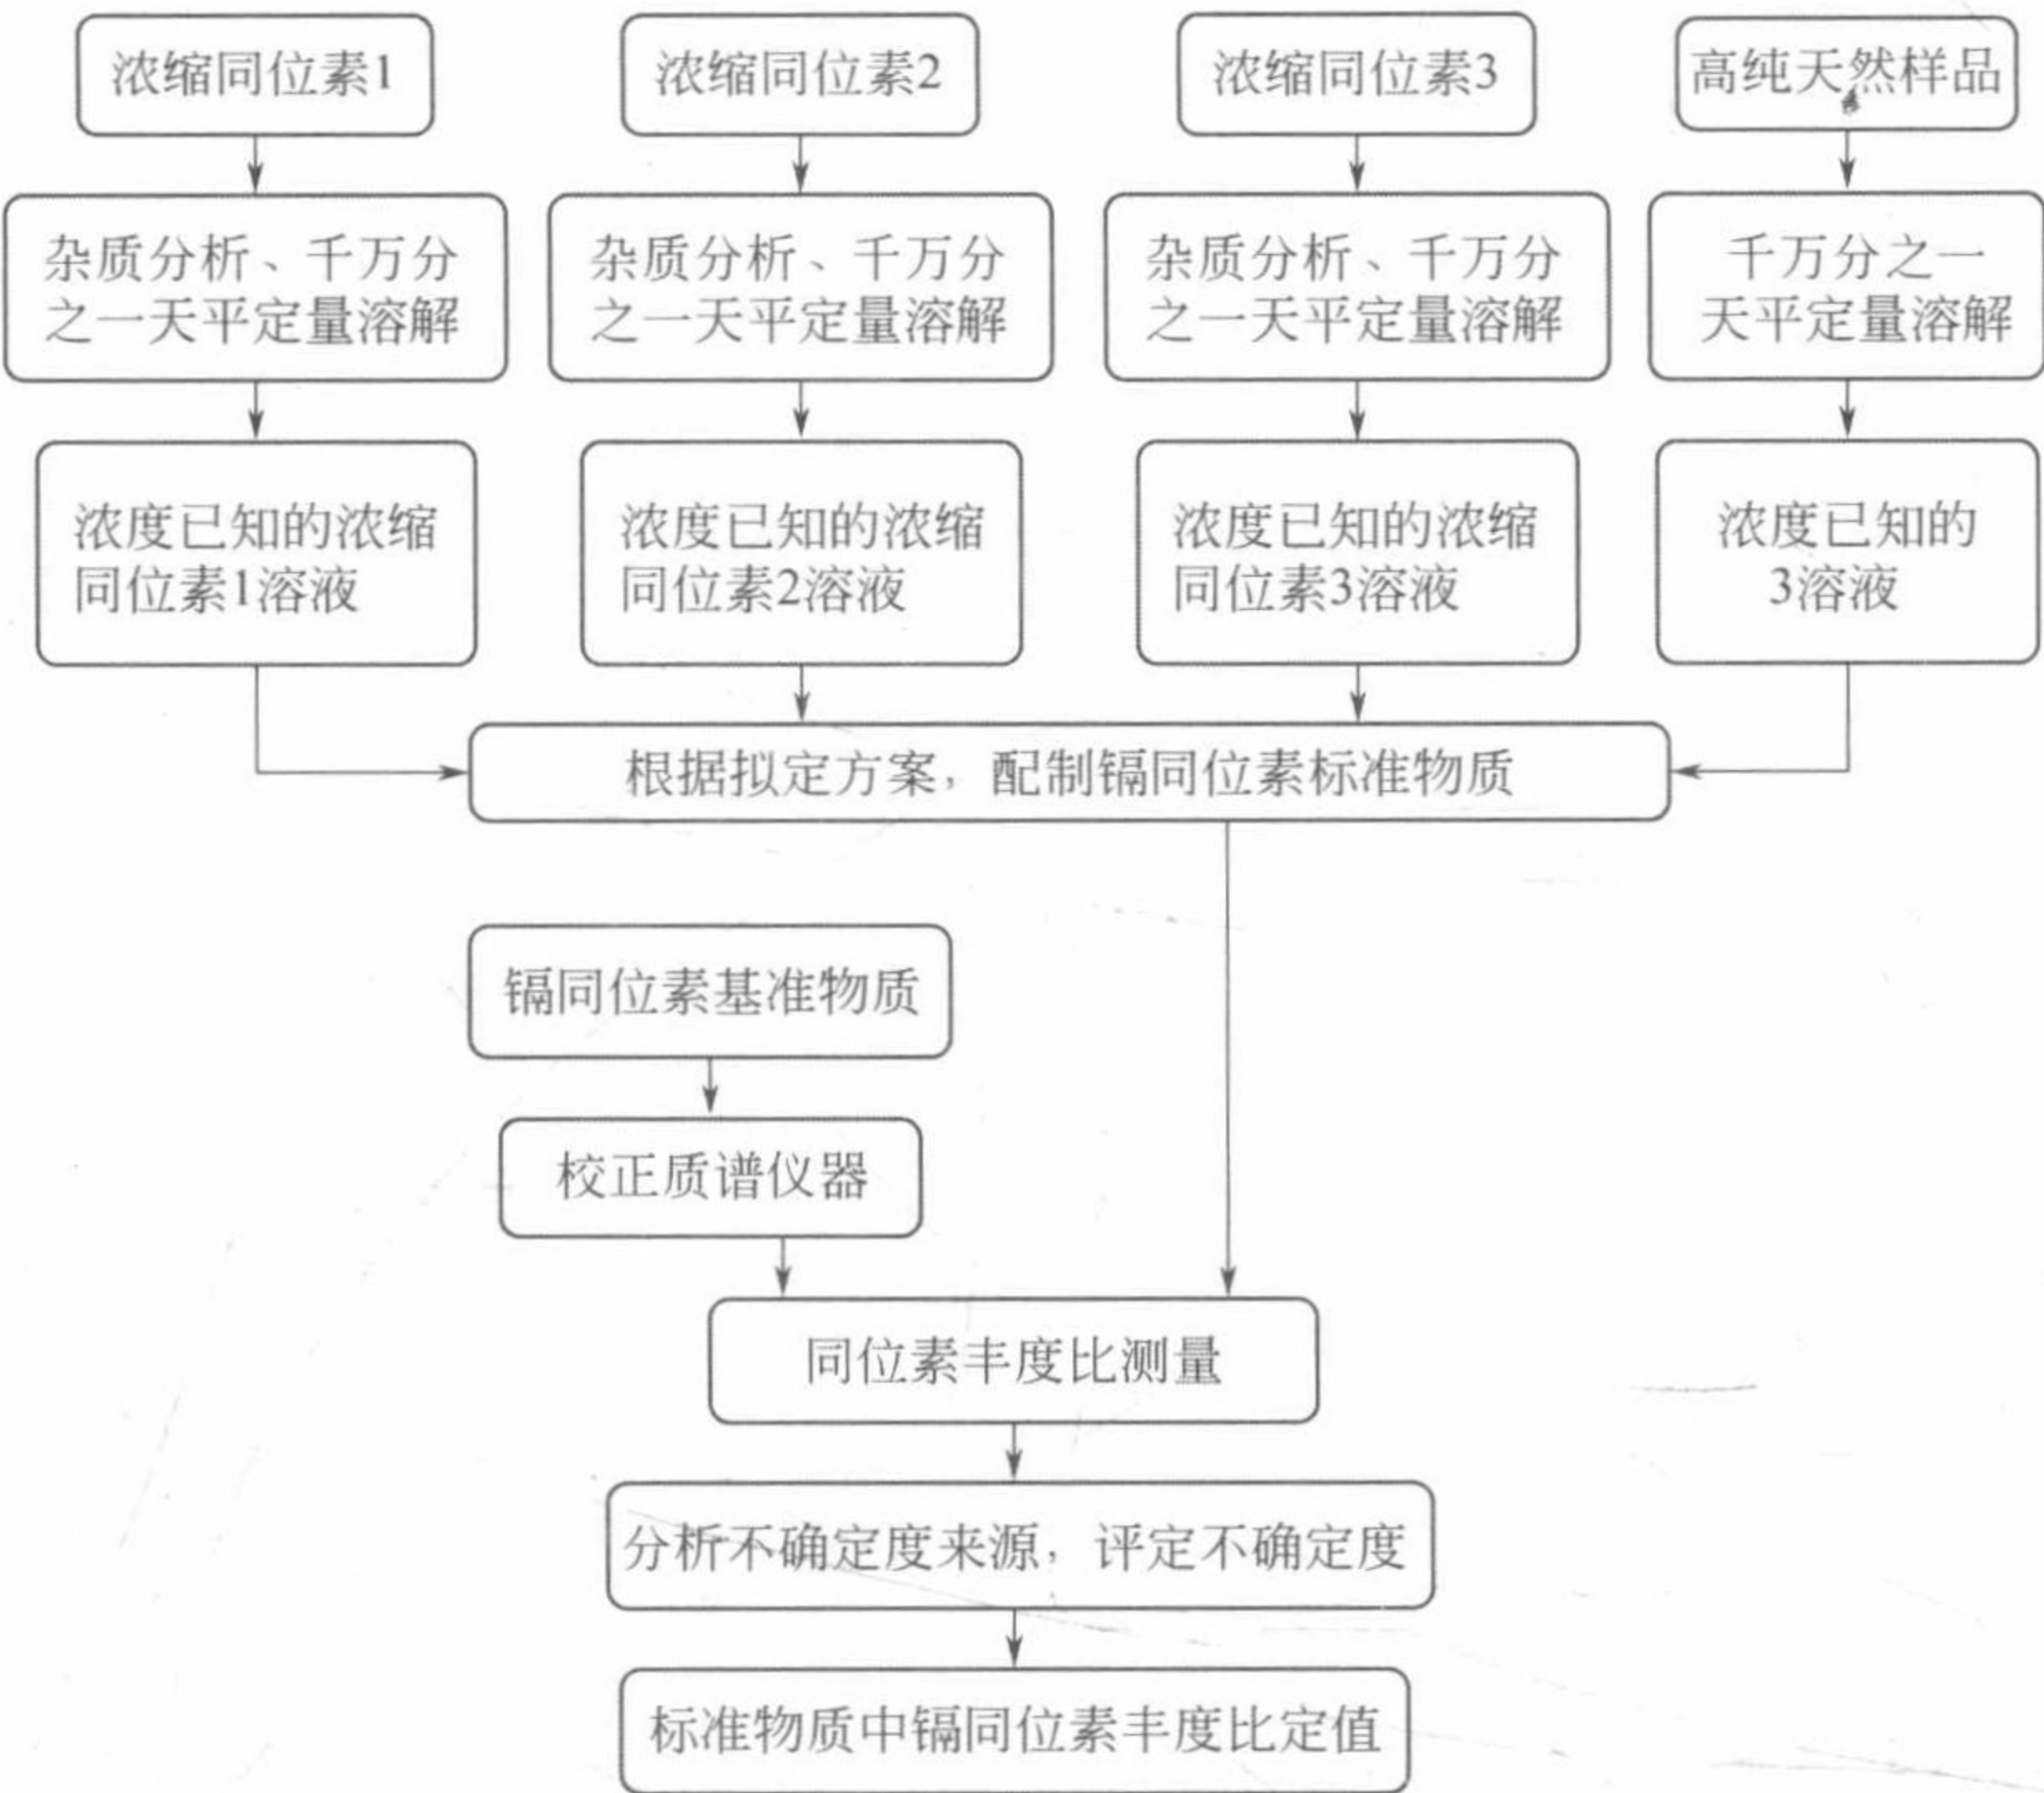 浓缩同位素1
浓缩同位素2
浓缩同位素3
高纯天然样品
杂质分析、千万分
之一天平定量溶解
杂质分析、千万分
之一天平定量溶解
杂质分析、千万分
之一天平定量溶解
千万分之一
天平定量溶解
浓度已知的浓缩
同位素1溶液
浓度已知的浓缩
同位素2溶液
浓度已知的浓缩
同位素3溶液
浓度已知的
3溶液
根据拟定方案，配制镉同位素标准物质
镉同位素基准物质
校正质谱仪器
同位素丰度比测量
分析不确定度来源，评定不确定度
标准物质中镉同位素丰度比定值